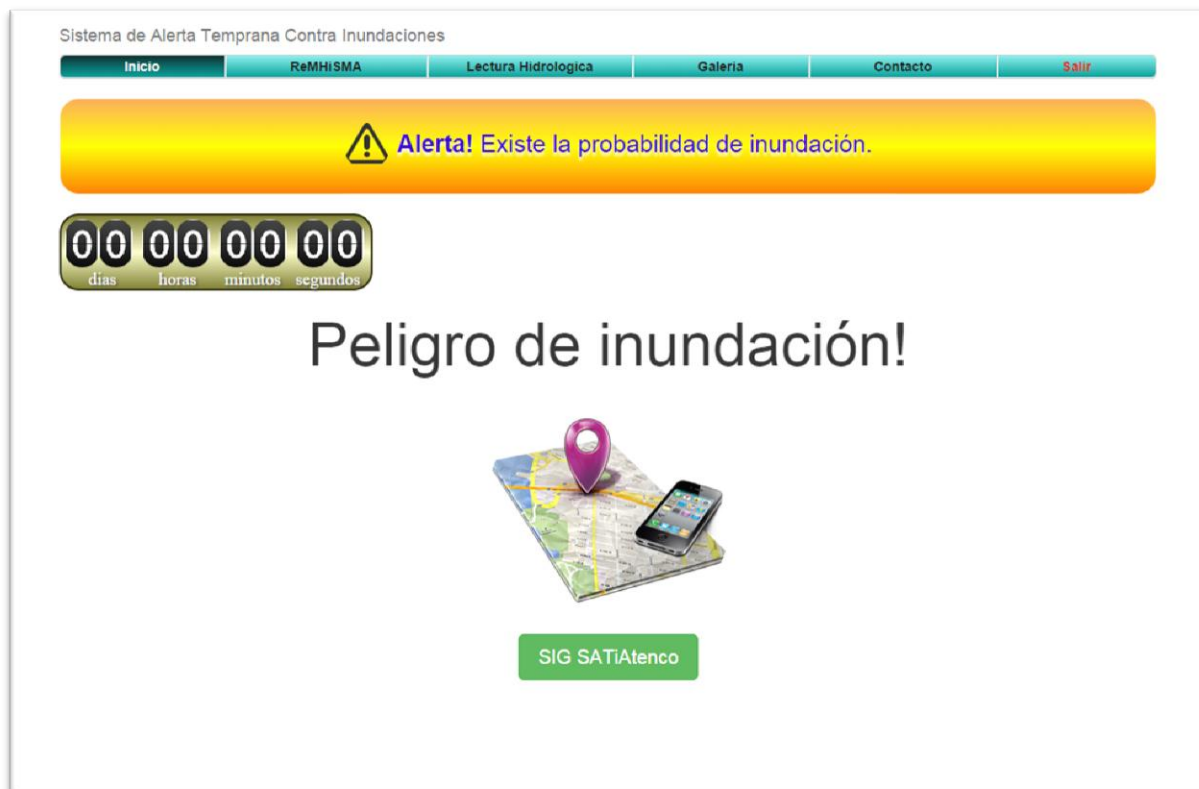 Sistema de Alerta Temprana Contra Inundaciones
Inicio ReMHiSMA Lectura Hidrologica Galeria Contacto Salir
Alerta! Existe la probabilidad de inundación.
00 00 00 00
dias horas minutos segundos
Peligro de inundación!
SIG SATiAtenco